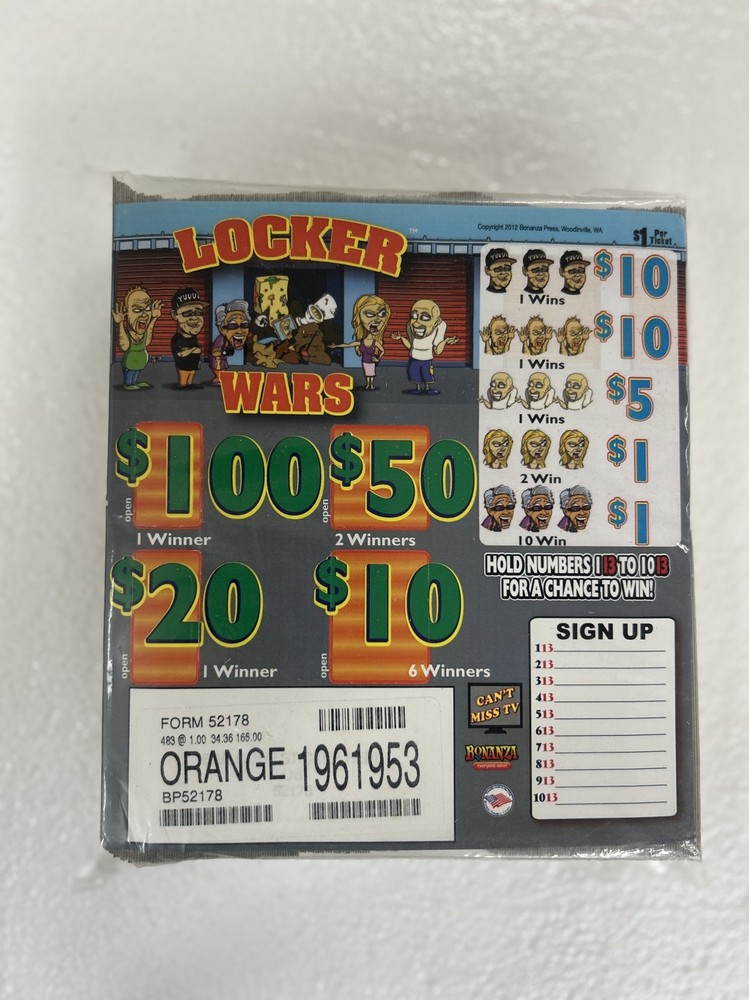 Copyright 2012 Bonanza Press, Woodinville, WA
$1 Per Ticket
LOCKER™
WARS
$10
1 Wins
$10
1 Wins
$5
1 Wins
$1
2 Win
$1
10 Win
open $100
1 Winner
open $50
2 Winners
open $20
1 Winner
open $10
6 Winners
HOLD NUMBERS 113 TO 1013
FOR A CHANCE TO WIN!
SIGN UP
113
213
313
413
513
613
713
813
913
1013
CAN'T
MISS TV
BONANZA
FORM 52178
483 @ 1.00 34.36 166.00
ORANGE 1961953
BP52178